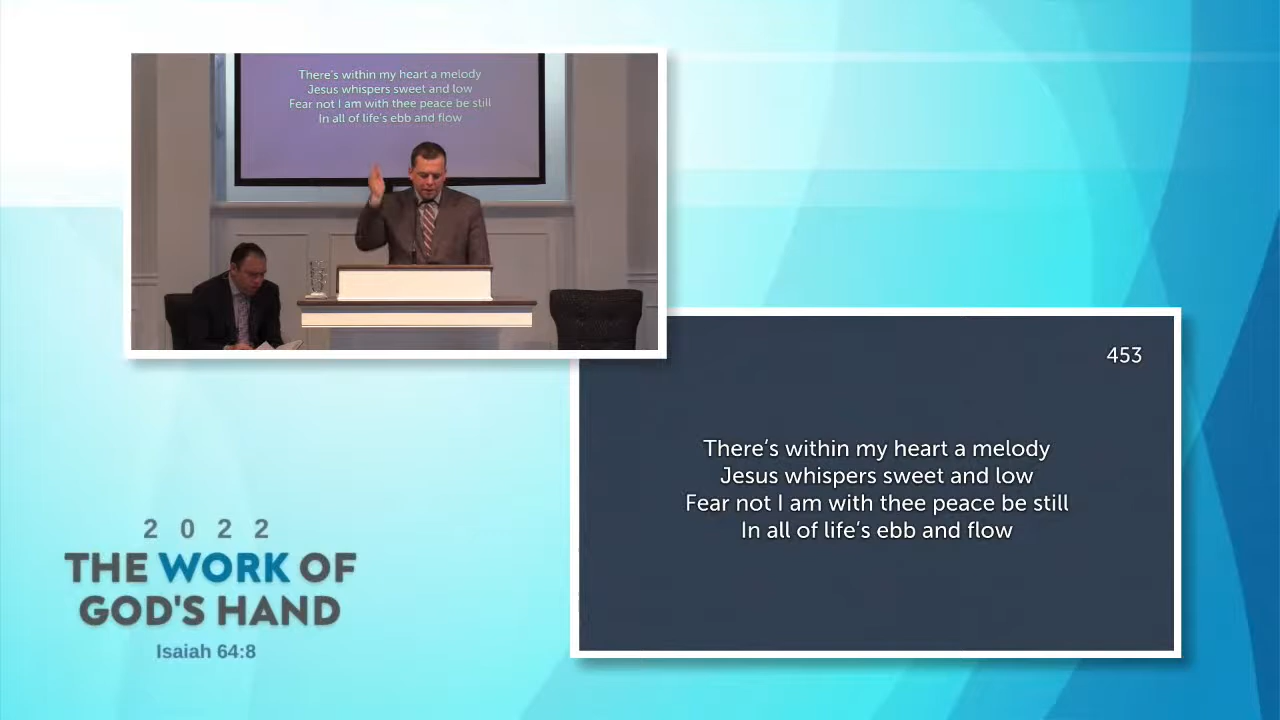 There's within my heart a melody
Jesus whispers sweet and low
Fear not I am with thee peace be still
In all of life's ebb and flow
453
There's within my heart a melody
Jesus whispers sweet and low
Fear not I am with thee peace be still
In all of life's ebb and flow
2022
THE WORK OF
GOD'S HAND
Isaiah 64:8